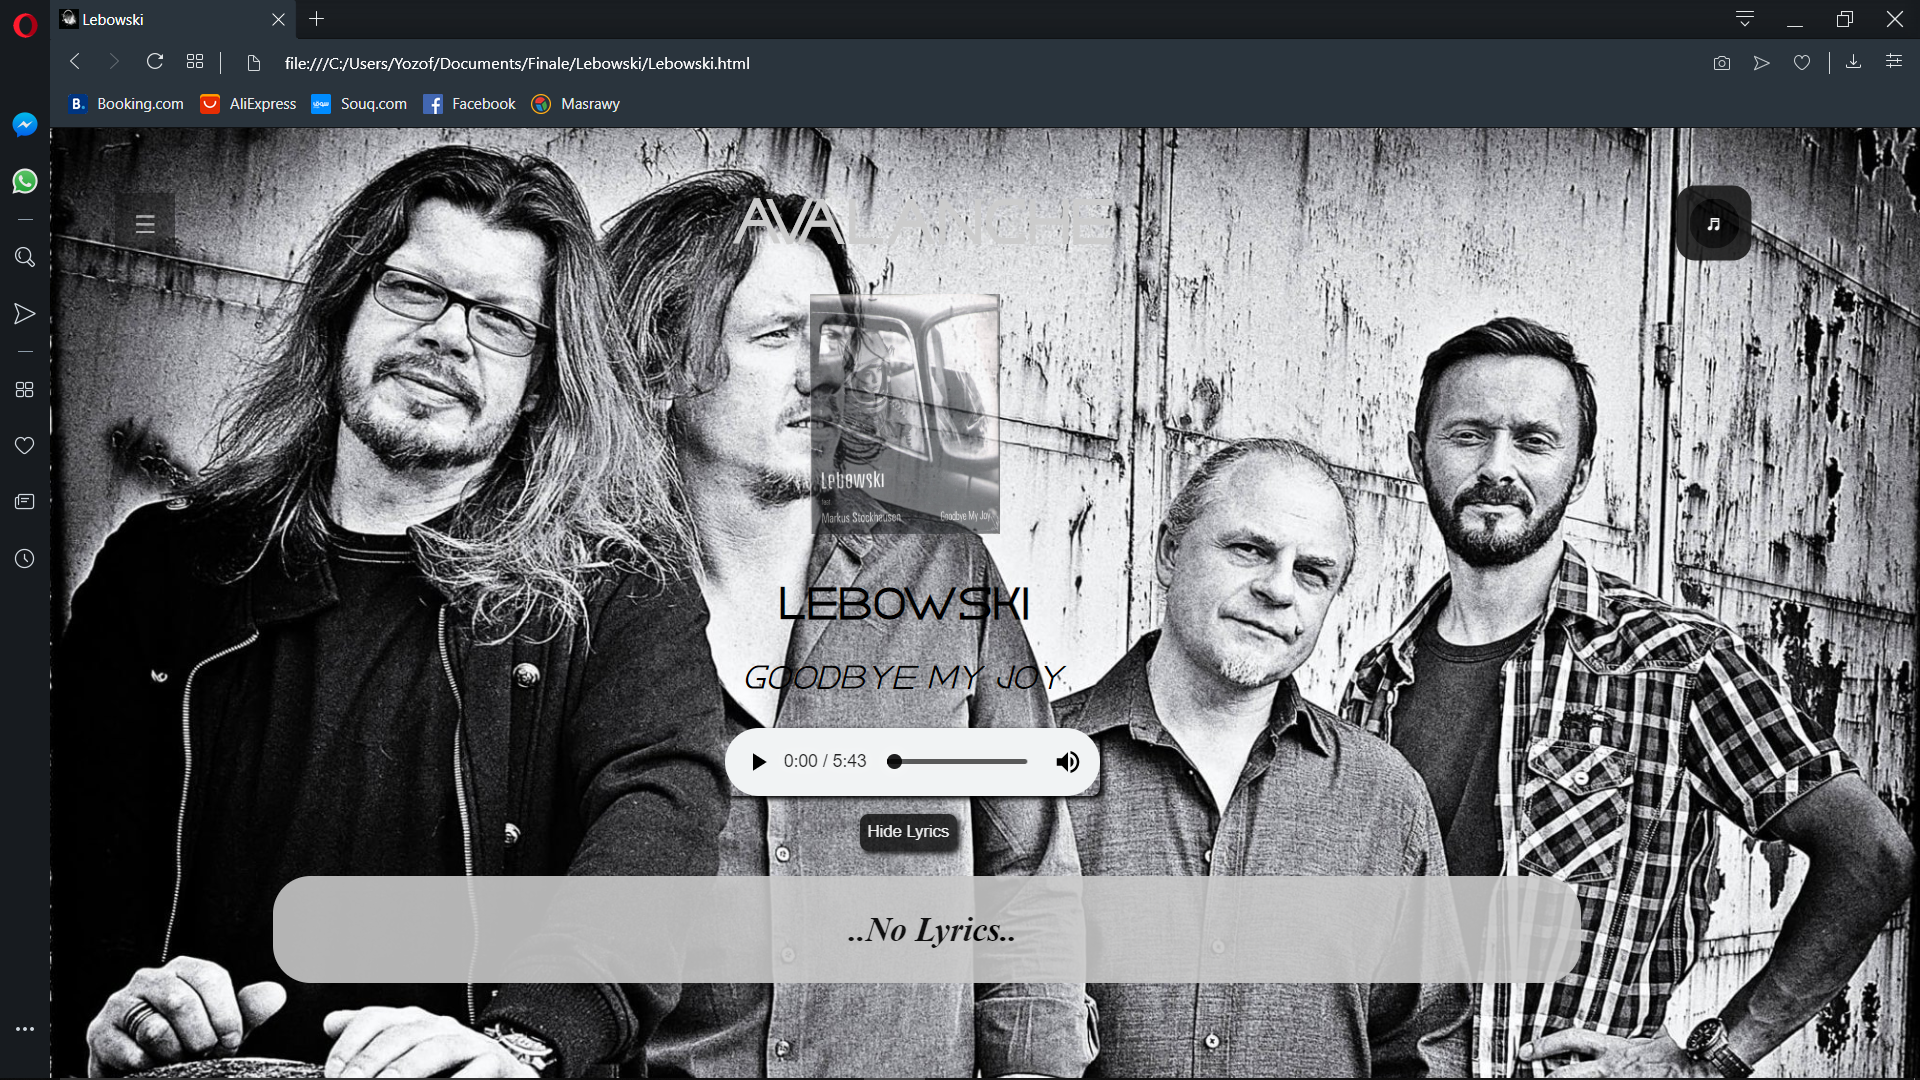 Lebowski
file:///C:/Users/Yozof/Documents/Finale/Lebowski/Lebowski.html
B. Booking.com AliExpress Souq.com Facebook Masrawy
AVALANCHE
Lebowski
Markus Stockhausen Goodbye My Joy
LEBOWSKI
GOODBYE MY JOY
0:00 / 5:43
Hide Lyrics
..No Lyrics..